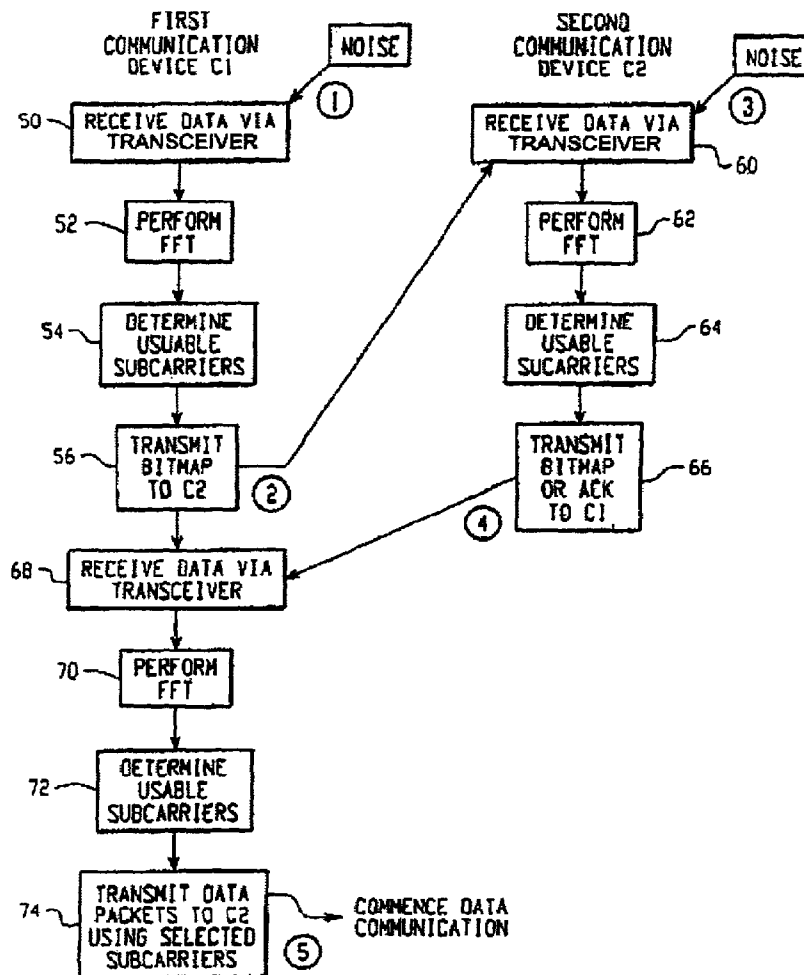 FIRST
COMMUNICATION
DEVICE C1
NOISE
1
50
RECEIVE DATA VIA
TRANSCEIVER
52
PERFORM
FFT
54
DETERMINE
USUABLE
SUBCARRIERS
56
TRANSMIT
BITMAP
TO C2
2
SECOND
COMMUNICATION
DEVICE C2
NOISE
3
RECEIVE DATA VIA
TRANSCEIVER
60
PERFORM
FFT
62
DETERMINE
USABLE
SUCARRIERS
64
TRANSMIT
BITMAP
OR ACK
TO C1
66
4
68
RECEIVE DATA VIA
TRANSCEIVER
70
PERFORM
FFT
72
DETERMINE
USABLE
SUBCARRIERS
74
TRANSMIT DATA
PACKETS TO C2
USING SELECTED
SUBCARRIERS
5
COMMENCE DATA
COMMUNICATION